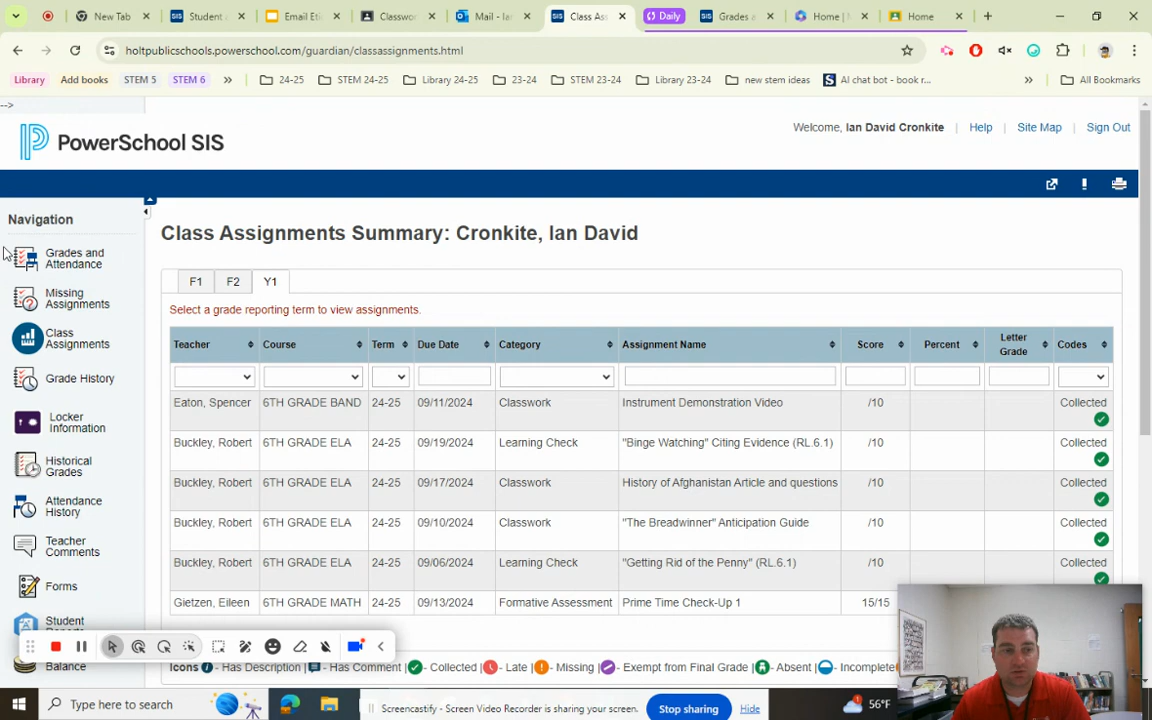 New Tab
Student
Email Eti
Classwo
Mail - Ian
Class Ass
Daily
Grades a
Home | M
Home
holtpublicschools.powerschool.com/guardian/classassignments.html
Library
Add books
STEM 5
STEM 6
24-25
STEM 24-25
Library 24-25
23-24
STEM 23-24
Library 23-24
new stem ideas
AI chat bot - book r...
All Bookmarks
-->
PowerSchool SIS
Welcome, Ian David Cronkite
Help
Site Map
Sign Out
Navigation
Grades and
Attendance
Missing
Assignments
Class
Assignments
Grade History
Locker
Information
Historical
Grades
Attendance
History
Teacher
Comments
Forms
Student
Balance
Class Assignments Summary: Cronkite, Ian David
F1 F2 Y1
Select a grade reporting term to view assignments.
Teacher Course Term Due Date Category Assignment Name Score Percent Letter Grade Codes
Eaton, Spencer 6TH GRADE BAND 24-25 09/11/2024 Classwork Instrument Demonstration Video /10 Collected
Buckley, Robert 6TH GRADE ELA 24-25 09/19/2024 Learning Check "Binge Watching" Citing Evidence (RL.6.1) /10 Collected
Buckley, Robert 6TH GRADE ELA 24-25 09/17/2024 Classwork History of Afghanistan Article and questions /10 Collected
Buckley, Robert 6TH GRADE ELA 24-25 09/10/2024 Classwork "The Breadwinner" Anticipation Guide /10 Collected
Buckley, Robert 6TH GRADE ELA 24-25 09/06/2024 Learning Check "Getting Rid of the Penny" (RL.6.1) /10 Collected
Gietzen, Eileen 6TH GRADE MATH 24-25 09/13/2024 Formative Assessment Prime Time Check-Up 1 15/15
Icons - Has Description | - Has Comment | - Collected | - Late | - Missing | - Exempt from Final Grade | - Absent | - Incomplete
Type here to search
Screencastify - Screen Video Recorder is sharing your screen.
Stop sharing
Hide
56°F